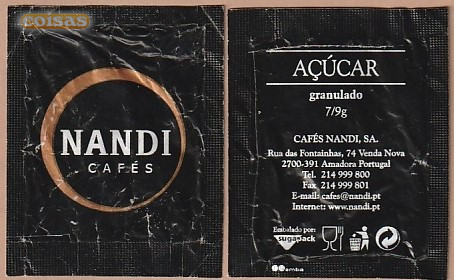 coisas
NANDI
CAFÉS
AÇÚCAR
granulado
7/9g
CAFÉS NANDI, SA.
Rua das Fontainhas, 74 Venda Nova
2700-391 Amadora Portugal
Tel. 214 999 800
Fax 214 999 801
E-mail: cafes@nandi.pt
Internet: www.nandi.pt
Embalado por:
sugarpack
amba